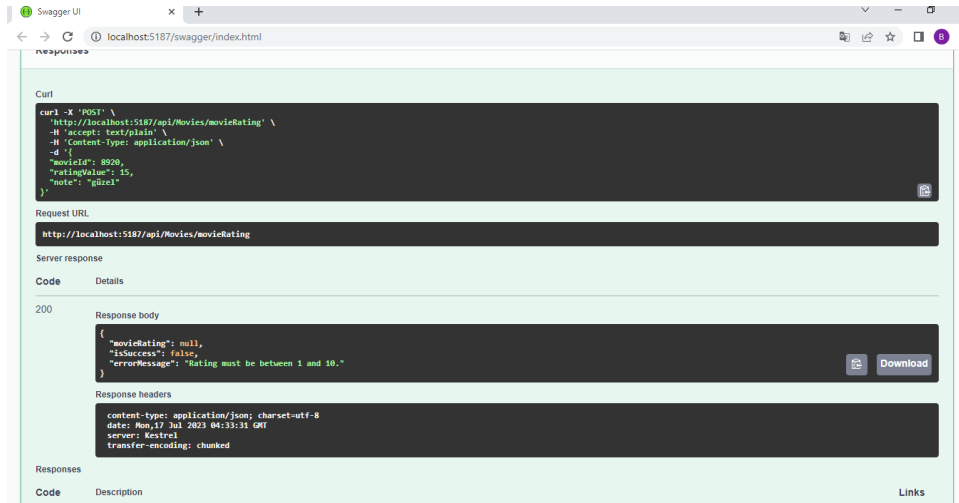 Swagger UI
localhost:5187/swagger/index.html
B
Responses
Curl
curl -X 'POST' \
'http://localhost:5187/api/Movies/movieRating' \
-H 'accept: text/plain' \
-H 'Content-Type: application/json' \
-d '{
"movieId": 8920,
"ratingValue": 15,
"note": "güzel"
}'
Request URL
http://localhost:5187/api/Movies/movieRating
Server response
Code Details
200
Response body
{
"movieRating": null,
"isSuccess": false,
"errorMessage": "Rating must be between 1 and 10."
}
Download
Response headers
content-type: application/json; charset=utf-8
date: Mon,17 Jul 2023 04:33:31 GMT
server: Kestrel
transfer-encoding: chunked
Responses
Code Description Links